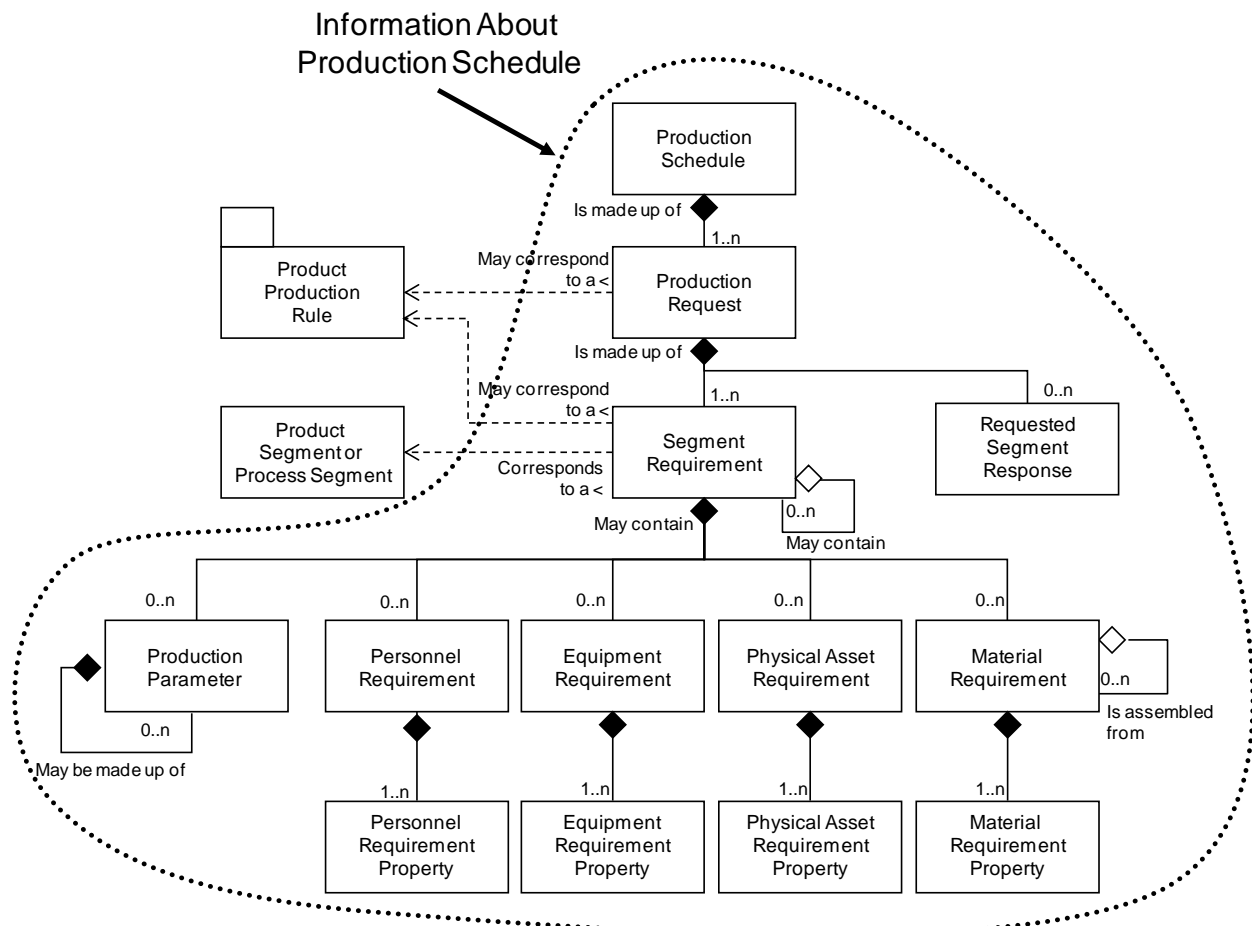 Information About
Production Schedule
Production
Schedule
Is made up of
1..n
Product
Production
Rule
May correspond
to a <
Production
Request
Is made up of
May correspond
to a <
1..n
0..n
Product
Segment or
Process Segment
Corresponds
to a <
Segment
Requirement
Requested
Segment
Response
0..n
May contain
May contain
0..n
0..n
0..n
0..n
0..n
Production
Parameter
Personnel
Requirement
Equipment
Requirement
Physical Asset
Requirement
Material
Requirement
0..n
0..n
Is assembled
from
May be made up of
1..n
1..n
1..n
1..n
Personnel
Requirement
Property
Equipment
Requirement
Property
Physical Asset
Requirement
Property
Material
Requirement
Property